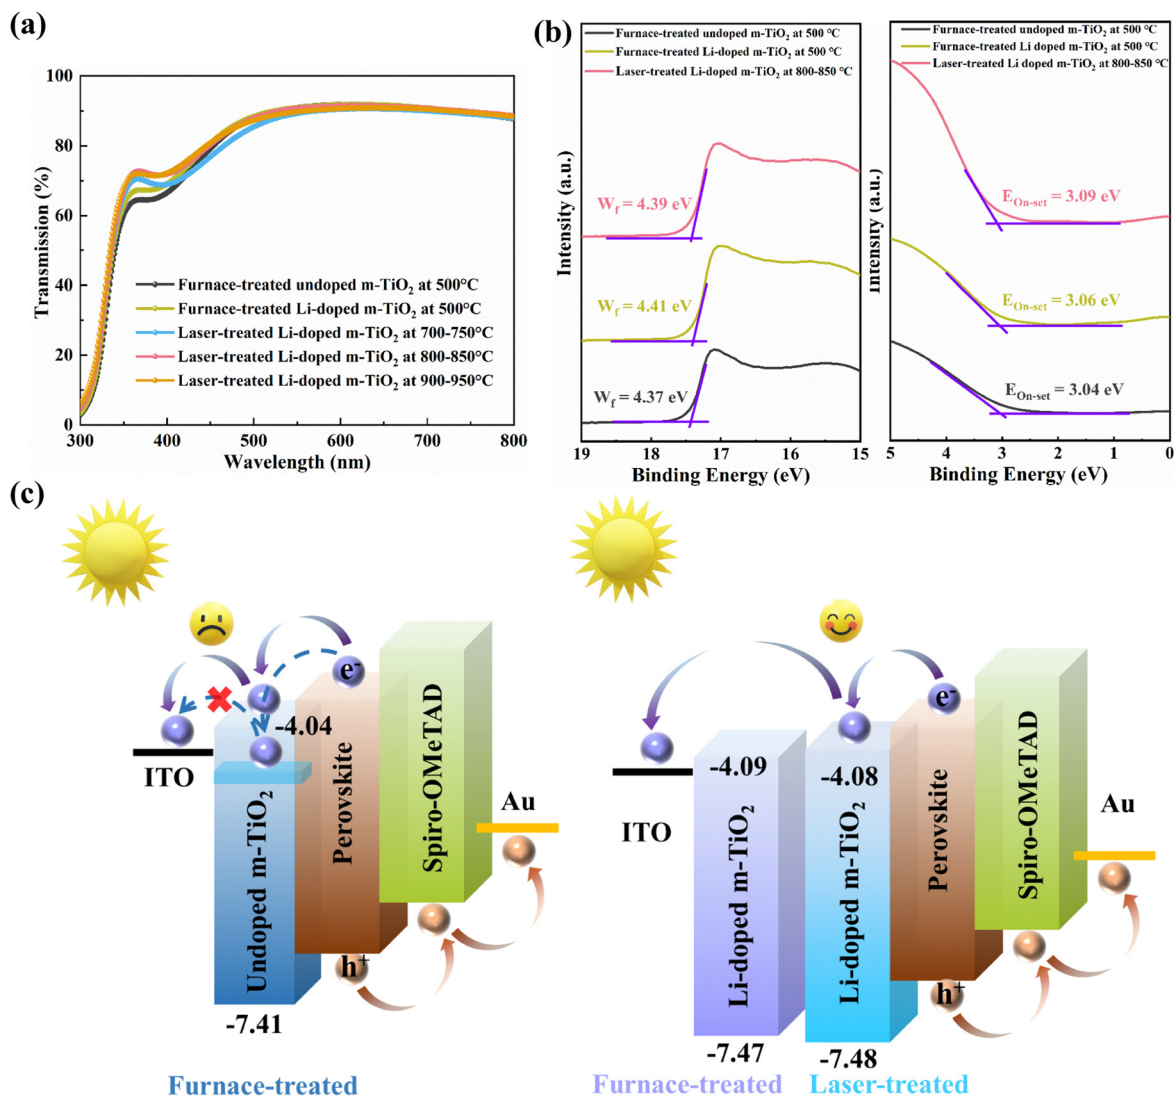 (a)
Transmission (%)
100
80
60
40
20
0
Furnace-treated undoped m-TiO₂ at 500°C
Furnace-treated Li-doped m-TiO₂ at 500°C
Laser-treated Li-doped m-TiO₂ at 700-750°C
Laser-treated Li-doped m-TiO₂ at 800-850°C
Laser-treated Li-doped m-TiO₂ at 900-950°C
300 400 500 600 700 800
Wavelength (nm)
(b)
Furnace-treated undoped m-TiO₂ at 500 °C
Furnace-treated Li-doped m-TiO₂ at 500 °C
Laser-treated Li-doped m-TiO₂ at 800-850 °C
Intensity (a.u.)
W_f = 4.39 eV
W_f = 4.41 eV
W_f = 4.37 eV
19 18 17 16 15
Binding Energy (eV)
Furnace-treated undoped m-TiO₂ at 500 °C
Furnace-treated Li doped m-TiO₂ at 500 °C
Laser-treated Li doped m-TiO₂ at 800-850 °C
Intensity (a.u.)
E_On-set = 3.09 eV
E_On-set = 3.06 eV
E_On-set = 3.04 eV
5 4 3 2 1 0
Binding Energy (eV)
(c)
e⁻
-4.04
ITO
Undoped m-TiO₂
Perovskite
Spiro-OMeTAD
Au
h⁺
-7.41
Furnace-treated
e⁻
-4.09
-4.08
ITO
Li-doped m-TiO₂
Li-doped m-TiO₂
Perovskite
Spiro-OMeTAD
Au
h⁺
-7.47
-7.48
Furnace-treated
Laser-treated